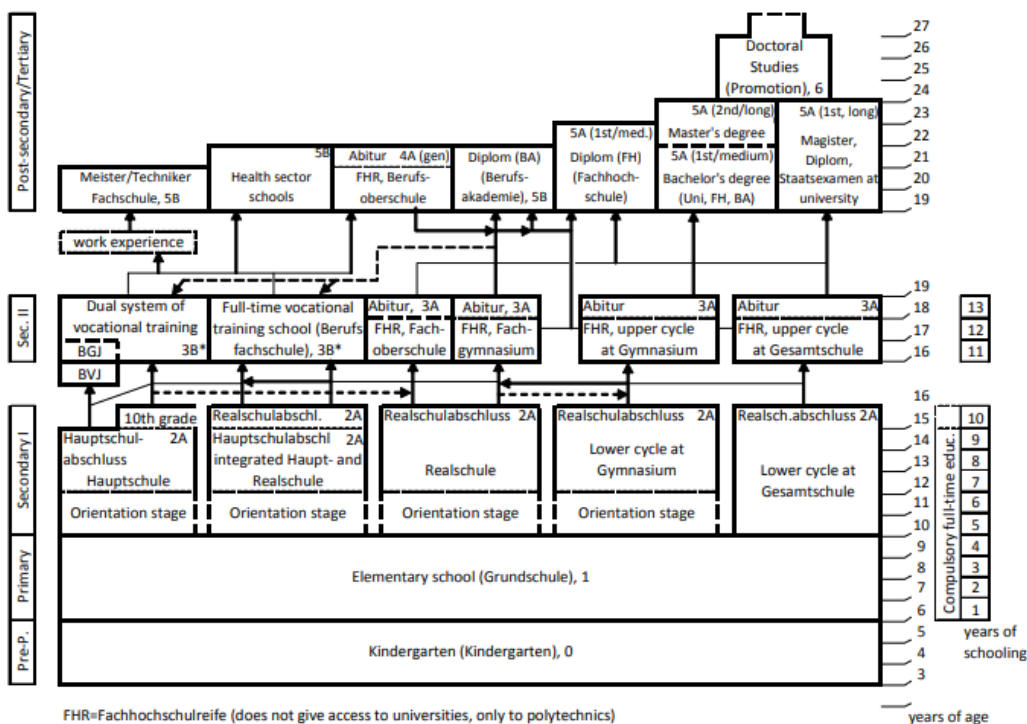 Post-secondary/Tertiary
Doctoral
Studies
(Promotion), 6
5A (2nd/long)
Master's degree
5A (1st/medium)
Bachelor's degree
(Uni, FH, BA)
5A (1st, long)
Magister,
Diplom,
Staatsexamen at
university
5A (1st/med.)
Diplom (FH)
(Fachhoch-
schule)
Diplom (BA)
(Berufs-
akademie), 5B
Abitur 4A (gen)
FHR, Berufs-
oberschule
5B
Health sector
schools
Meister/Techniker
Fachschule, 5B
work experience
27
26
25
24
23
22
21
20
19
Sec. II
Dual system of
vocational training
3B*
BGJ
BVJ
Full-time vocational
training school (Berufs
fachschule), 3B*
Abitur, 3A
FHR, Fach-
oberschule
Abitur, 3A
FHR, Fach-
gymnasium
Abitur 3A
FHR, upper cycle
at Gymnasium
Abitur 3A
FHR, upper cycle
at Gesamtschule
19
18
17
16
13
12
11
Secondary I
10th grade
Hauptschul- 2A
abschluss
Hauptschule
Orientation stage
Realschulabschl. 2A
Hauptschulabschl
2A
integrated Haupt- and
Realschule
Orientation stage
Realschulabschluss 2A
Realschule
Orientation stage
Realschulabschluss 2A
Lower cycle at
Gymnasium
Orientation stage
Realsch.abschluss 2A
Lower cycle at
Gesamtschule
16
15
14
13
12
11
10
Primary
Elementary school (Grundschule), 1
9
8
7
6
Compulsory full-time educ.
10
9
8
7
6
5
4
3
2
1
Pre-P.
Kindergarten (Kindergarten), 0
5
4
3
years of
schooling
FHR=Fachhochschulreife (does not give access to universities, only to polytechnics)
years of age